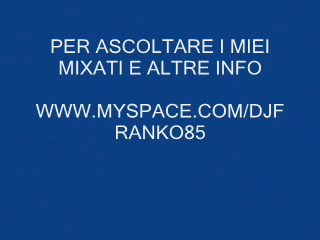 PER ASCOLTARE I MIEI
MIXATI E ALTRE INFO
WWW.MYSPACE.COM/DJF
RANKO85